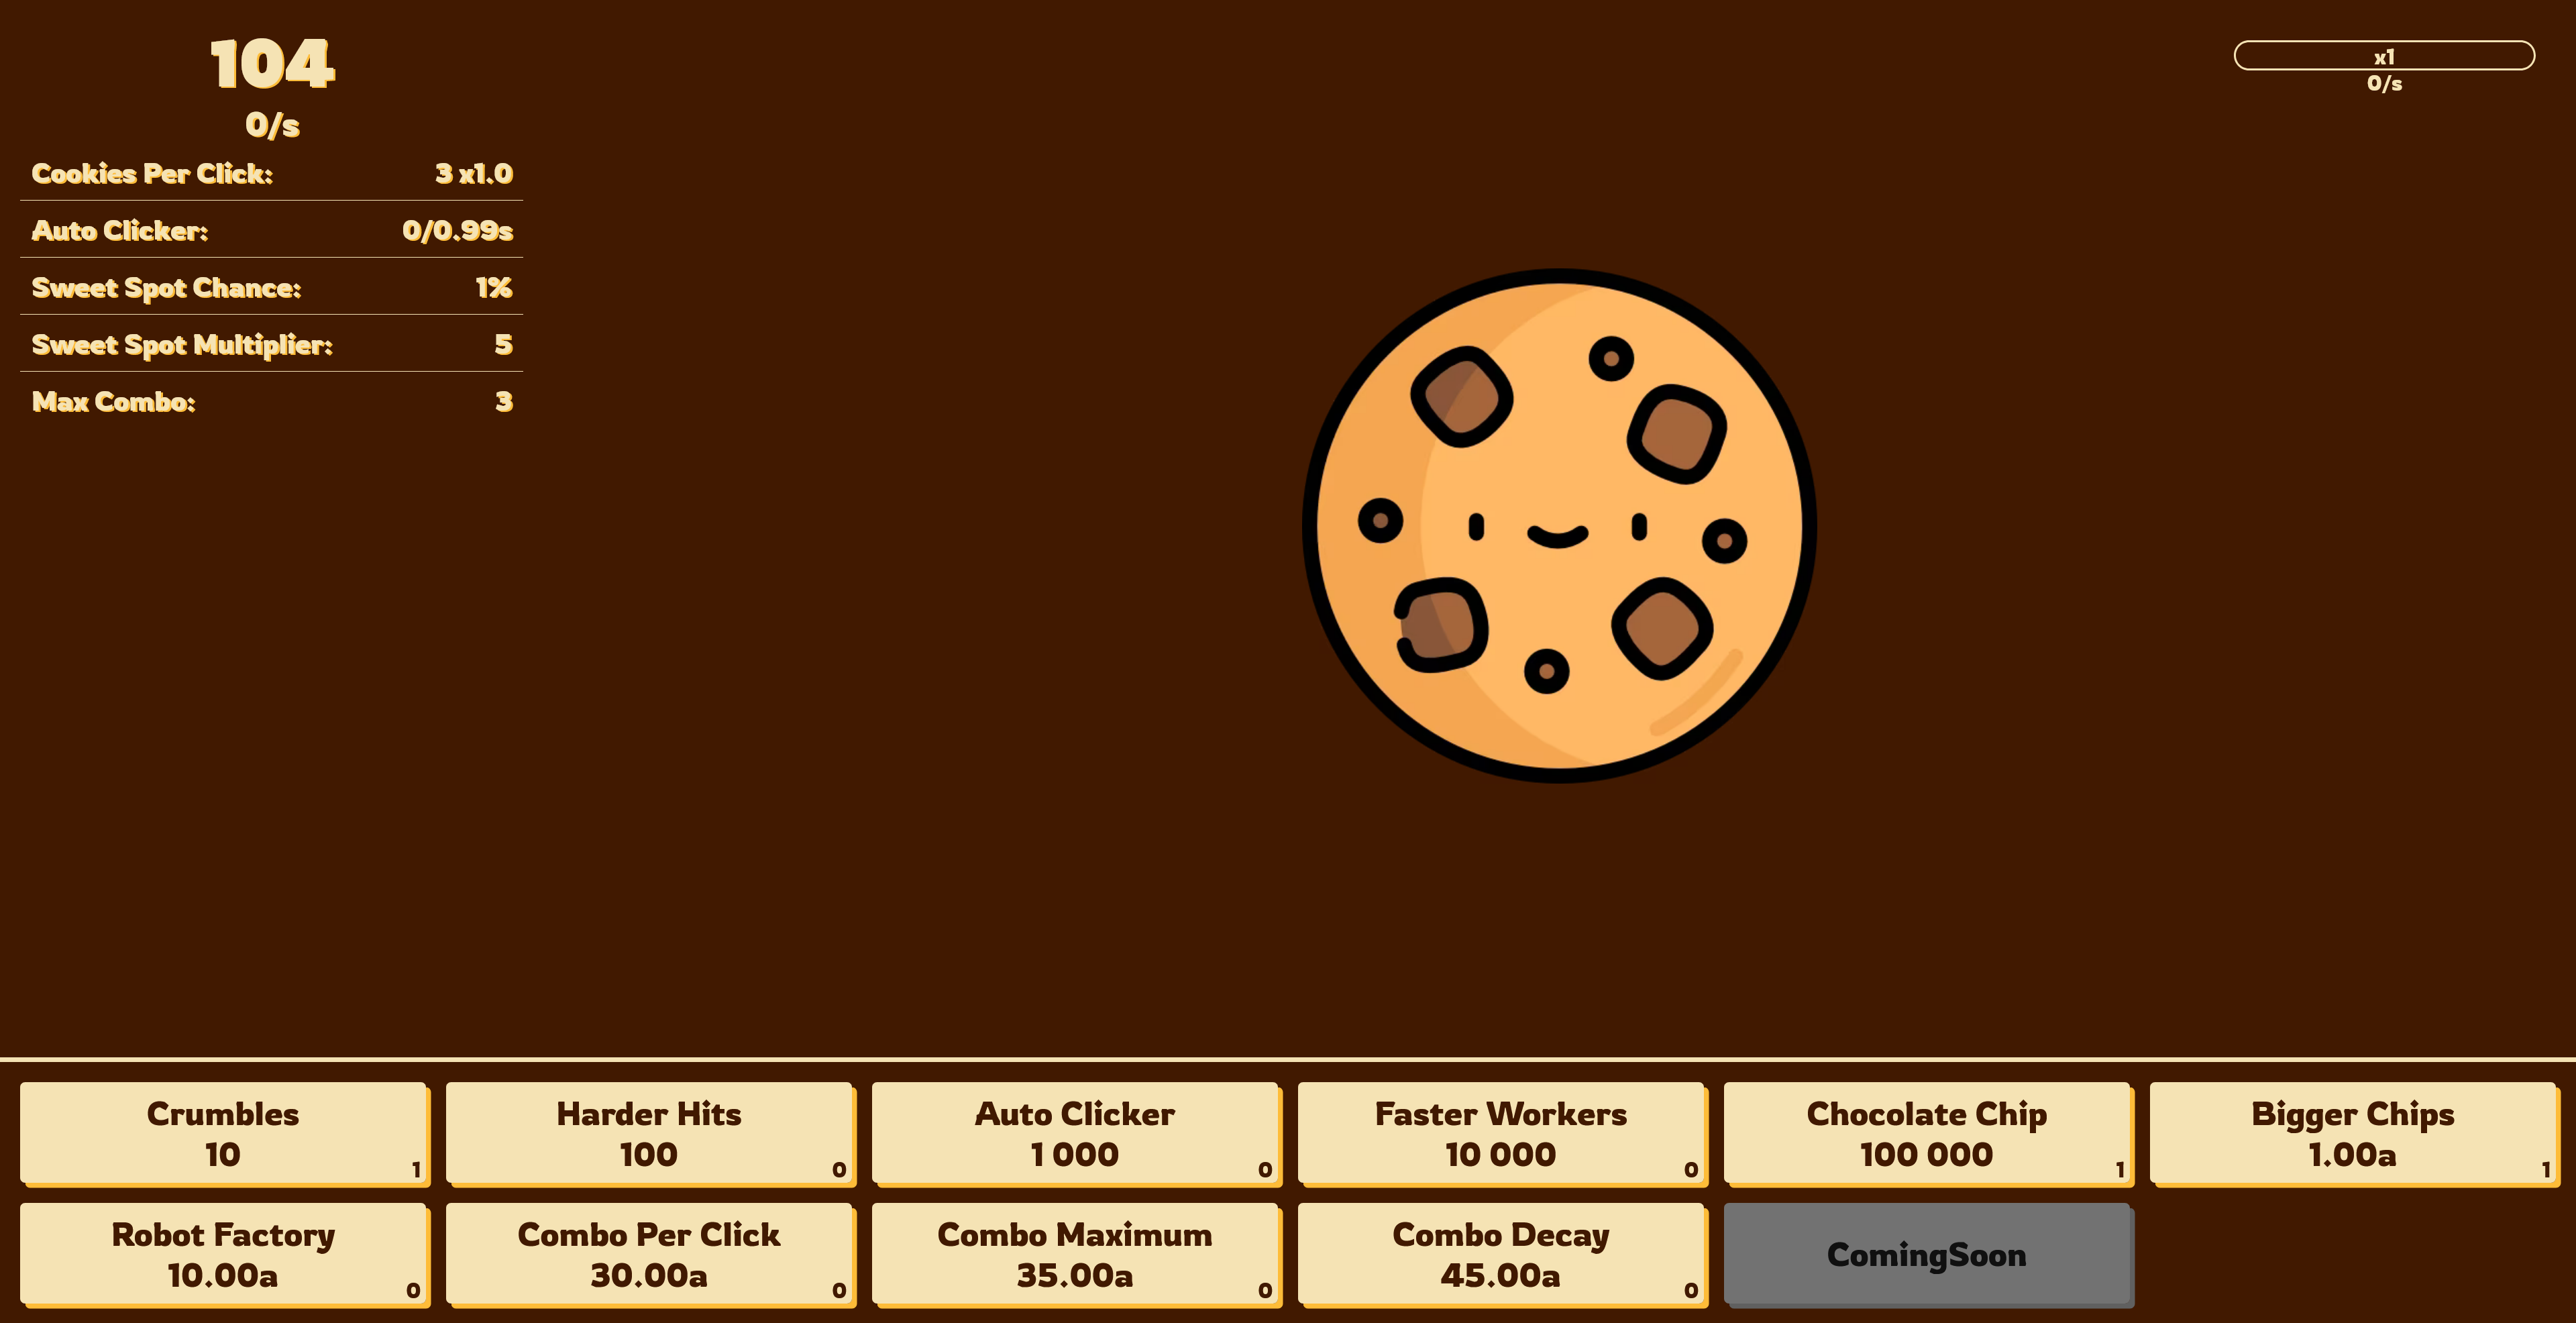 104
0/s
Cookies Per Click: 3 x1.0
Auto Clicker: 0/0.99s
Sweet Spot Chance: 1%
Sweet Spot Multiplier: 5
Max Combo: 3
x1
0/s
Crumbles
10
1
Harder Hits
100
0
Auto Clicker
1 000
0
Faster Workers
10 000
0
Chocolate Chip
100 000
1
Bigger Chips
1.00a
1
Robot Factory
10.00a
0
Combo Per Click
30.00a
0
Combo Maximum
35.00a
0
Combo Decay
45.00a
0
ComingSoon